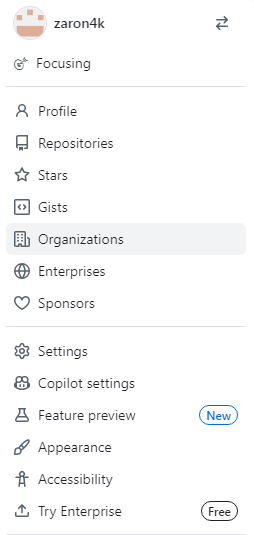 zaron4k
Focusing
Profile
Repositories
Stars
Gists
Organizations
Enterprises
Sponsors
Settings
Copilot settings
Feature preview New
Appearance
Accessibility
Try Enterprise Free